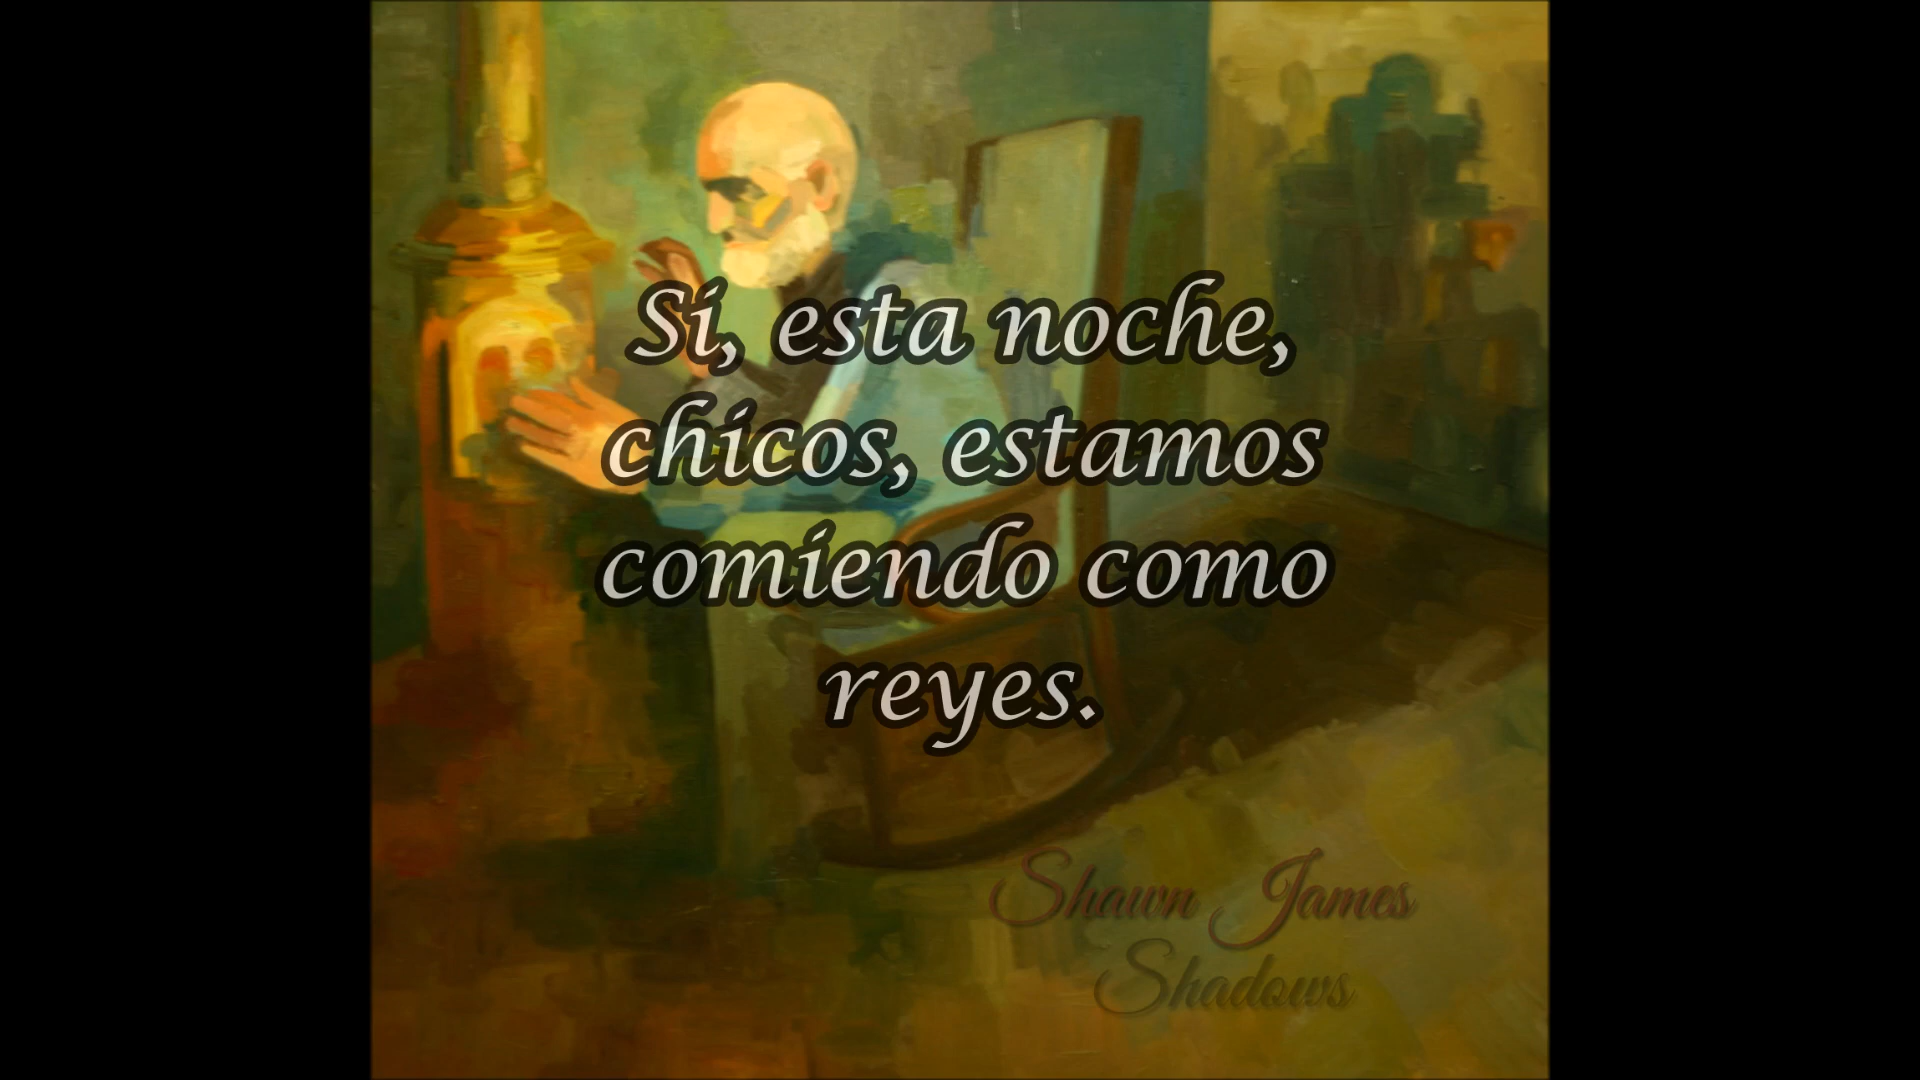 Sí, esta noche,
chicos, estamos
comiendo como
reyes.
Shawn James
Shadows